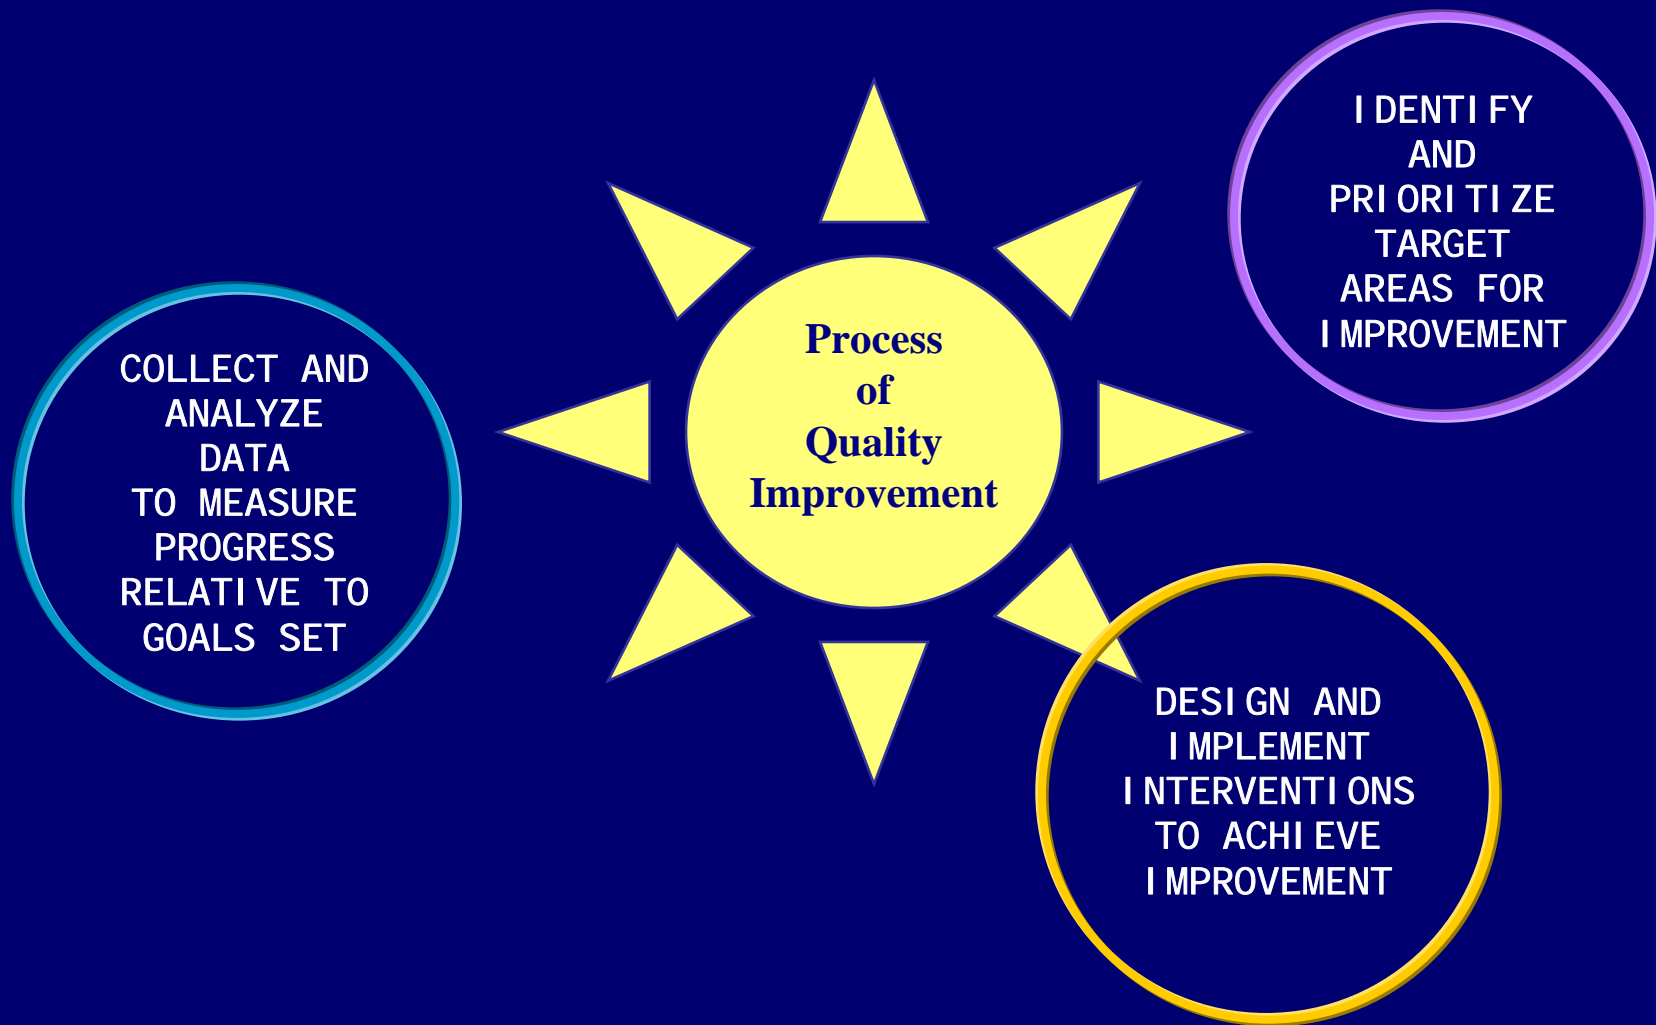 Process
of
Quality
Improvement
IDENTIFY
AND
PRIORITIZE
TARGET
AREAS FOR
IMPROVEMENT
DESIGN AND
IMPLEMENT
INTERVENTIONS
TO ACHIEVE
IMPROVEMENT
COLLECT AND
ANALYZE
DATA
TO MEASURE
PROGRESS
RELATIVE TO
GOALS SET